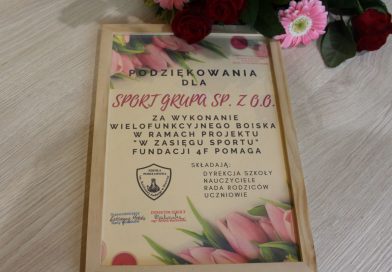 PODZIĘKOWANIA
DLA
SPORT GRUPA SP. Z O.O.
ZA WYKONANIE
WIELOFUNKCYJNEGO BOISKA
W RAMACH PROJEKTU
"W ZASIĘGU SPORTU"
FUNDACJI 4F POMAGA
SKŁADAJĄ:
DYREKCJA SZKOŁY
NAUCZYCIELE
RADA RODZICÓW
UCZNIOWIE